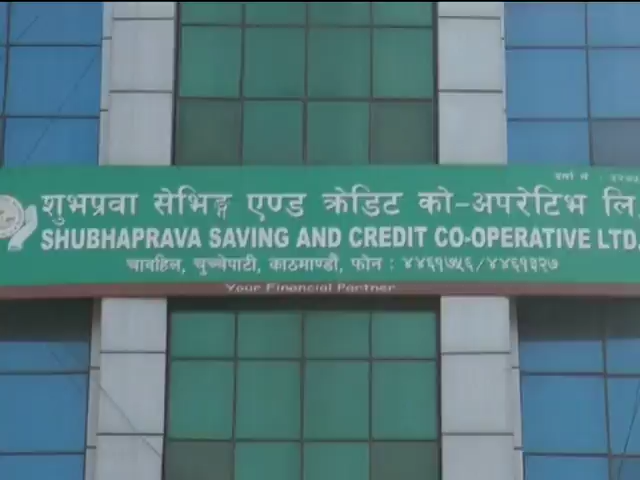 शुभप्रवा सेभिङ्ग एण्ड क्रेडिट को-अपरेटिभ लि
SHUBHAPRAVA SAVING AND CREDIT CO-OPERATIVE LTD.
चावहिल, चुच्चेपाटी, काठमाण्डौ, फोन : ४४६१७५६/४४६१३२७
Your Financial Partner